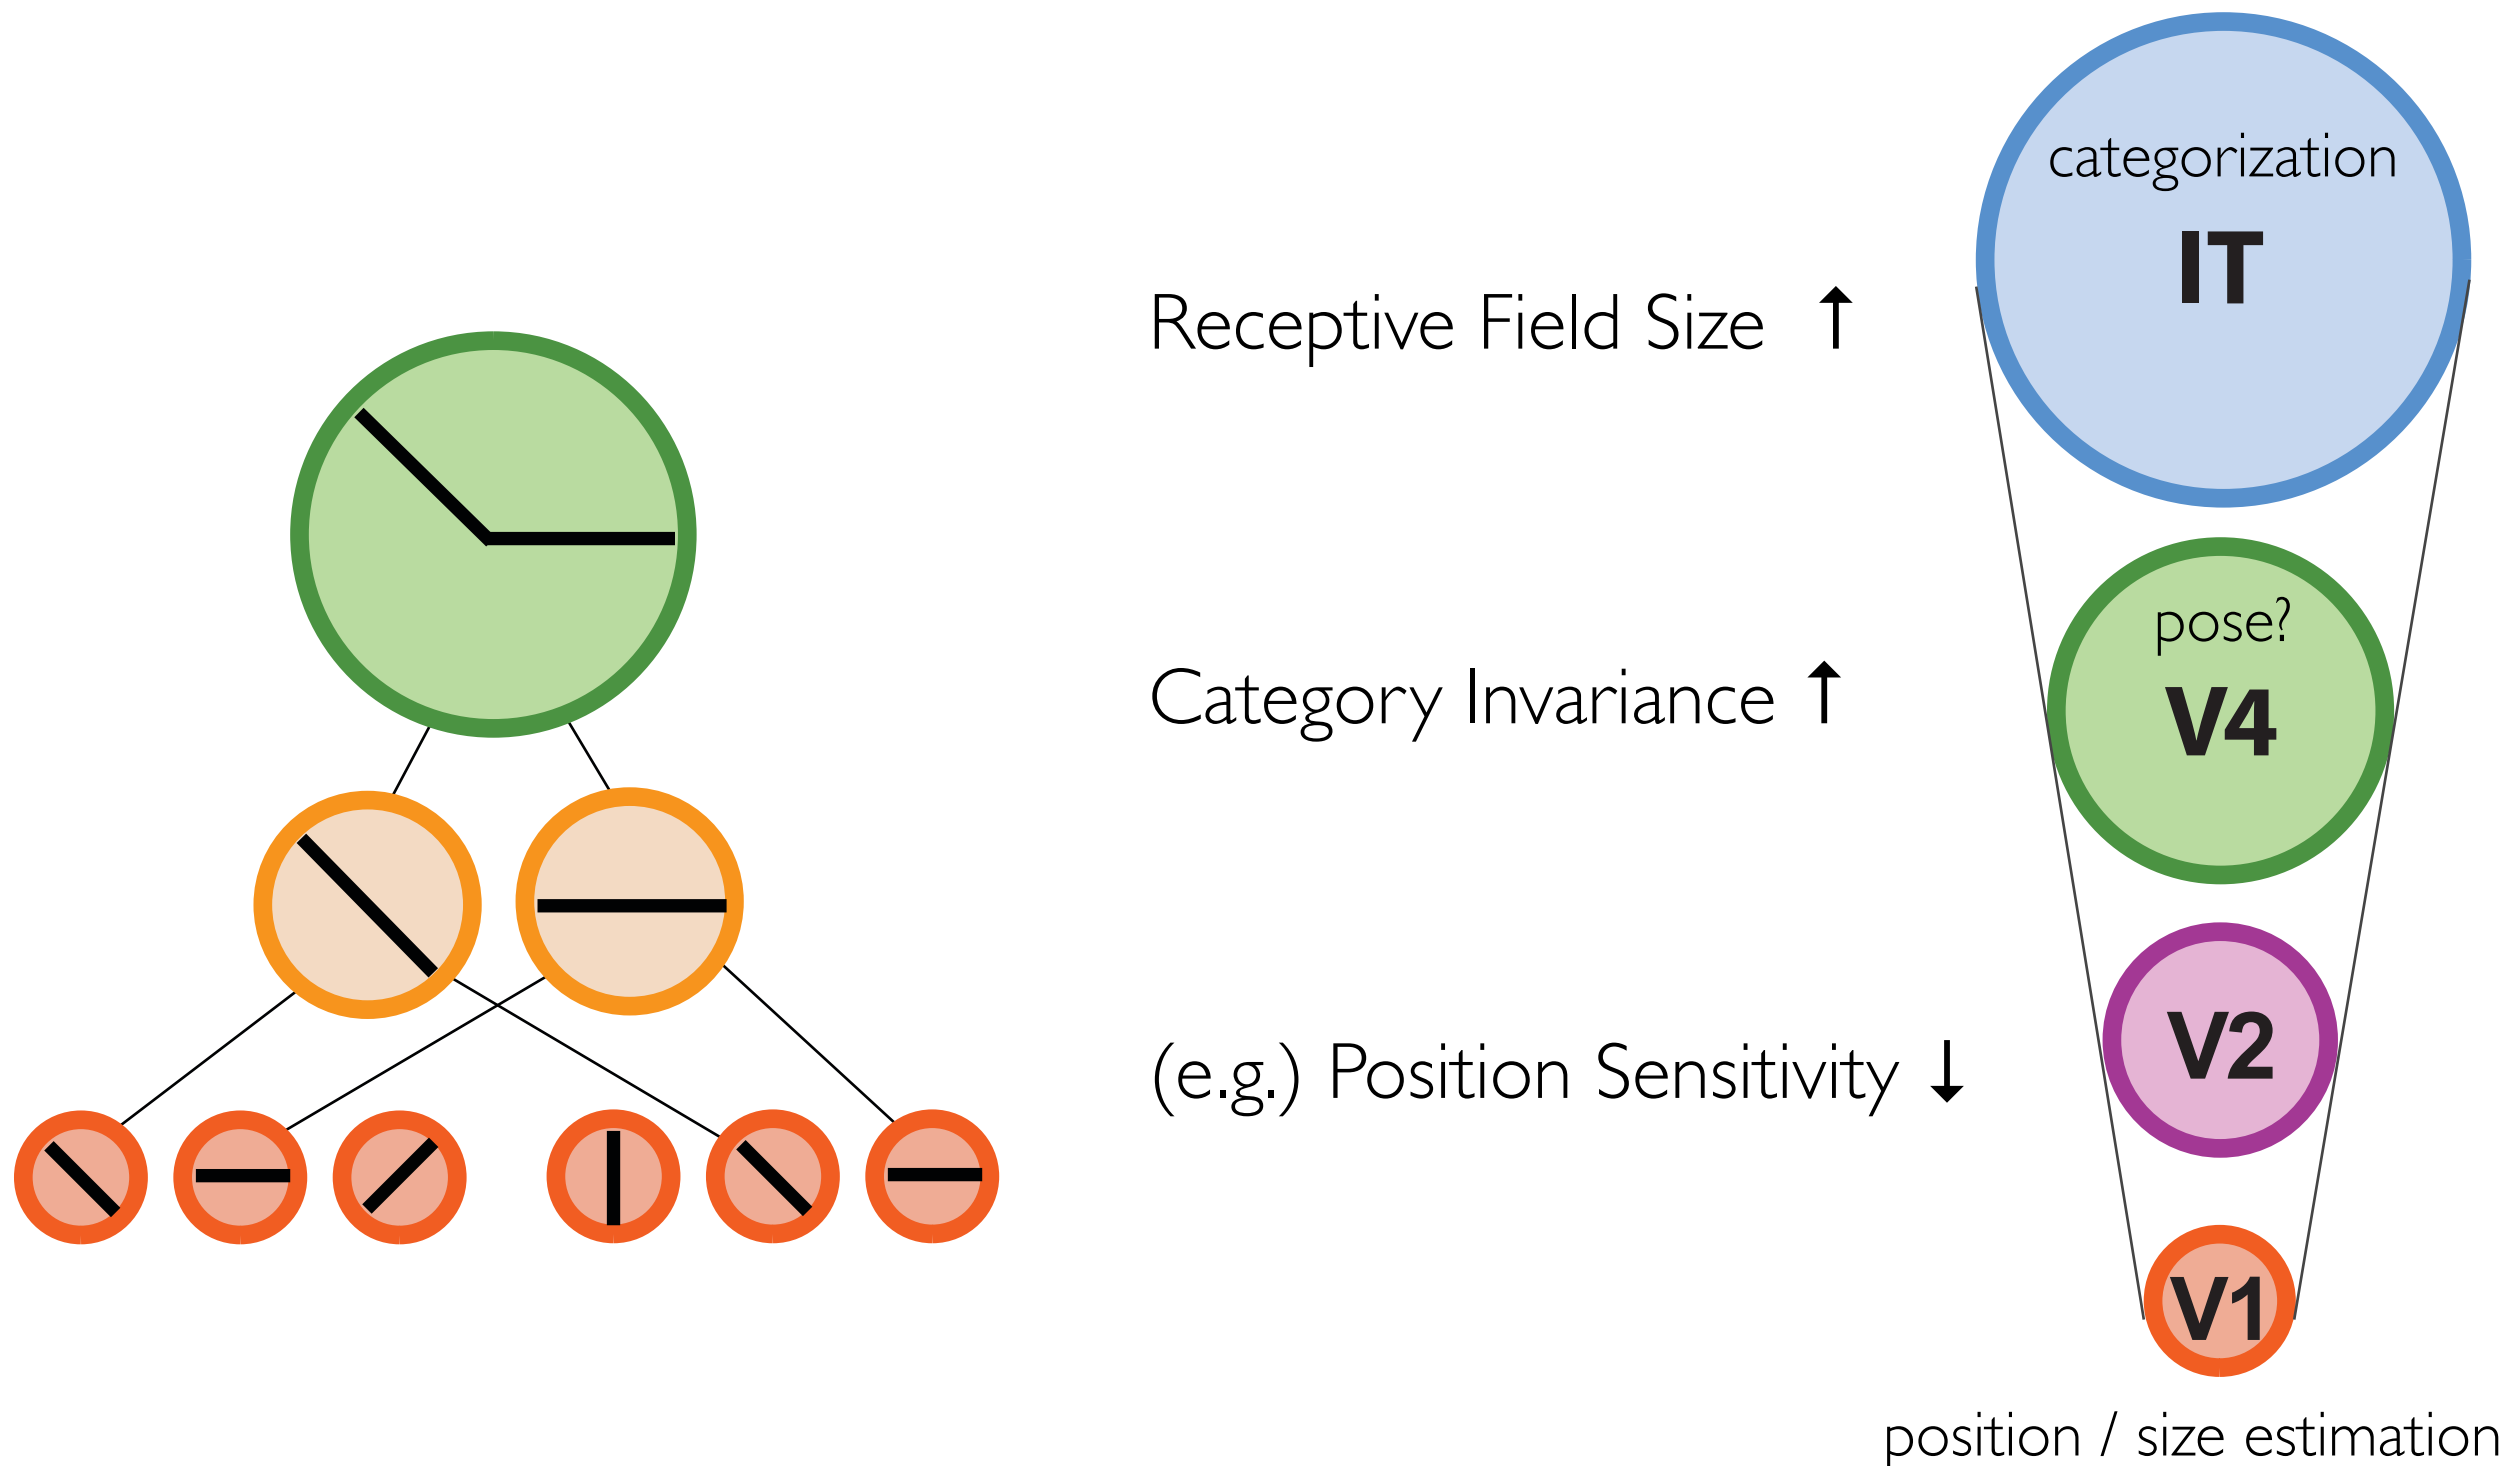 categorization
IT
Receptive Field Size ↑
pose?
V4
Category Invariance ↑
V2
(e.g.) Position Sensitivity ↓
V1
position / size estimation